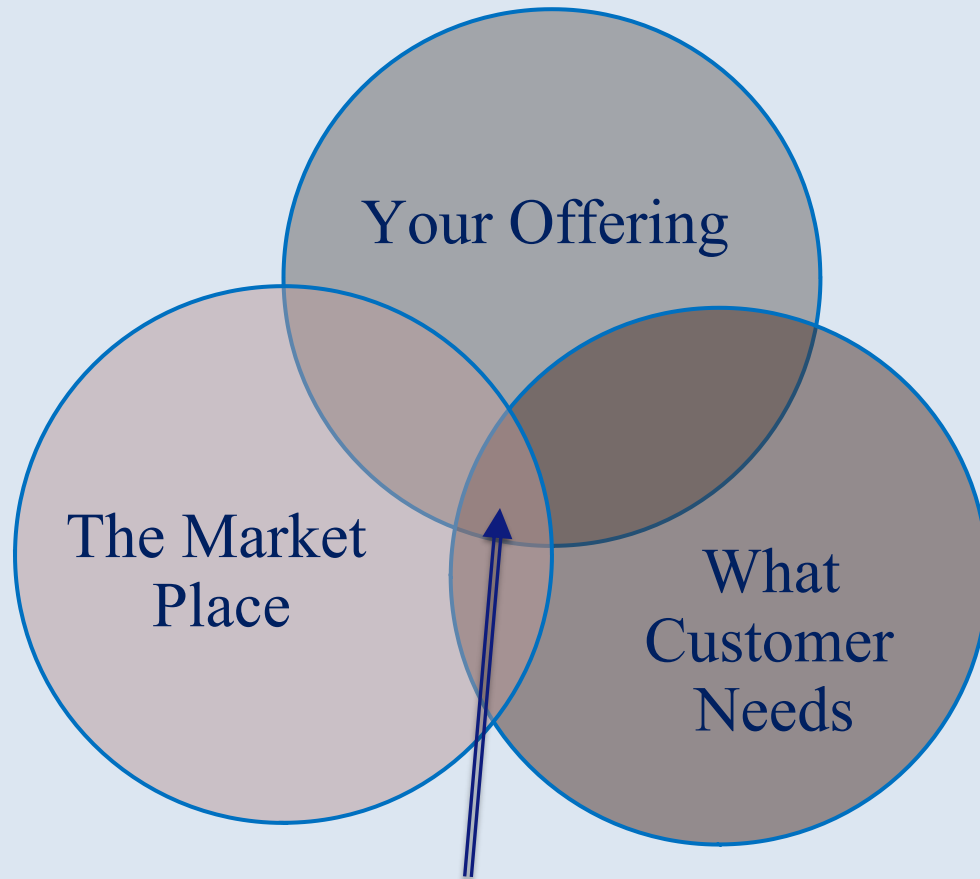 Your Offering
The Market
Place
What
Customer
Needs